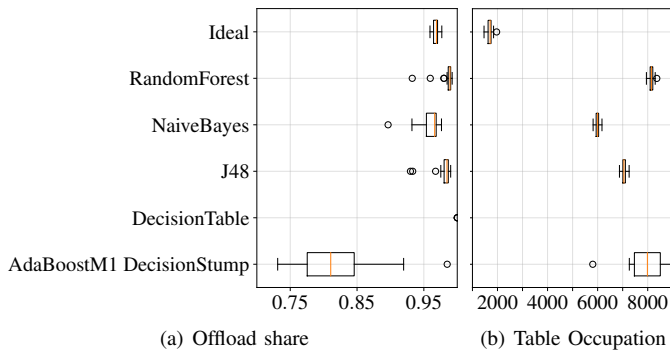 Ideal
RandomForest
NaiveBayes
J48
DecisionTable
AdaBoostM1 DecisionStump
0.75 0.85 0.95
2000 4000 6000 8000
(a) Offload share
(b) Table Occupation